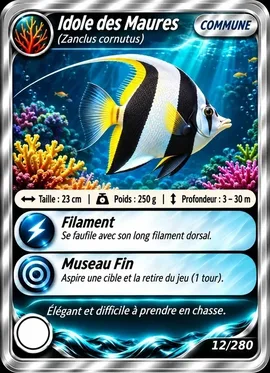 Idole des Maures
COMMUNE
(Zanclus cornutus)
Taille : 23 cm | Poids : 250 g | Profondeur : 3 – 30 m
Filament
Se faufile avec son long filament dorsal.
Museau Fin
Aspire une cible et la retire du jeu (1 tour).
Élégant et difficile à prendre en chasse.
12/280